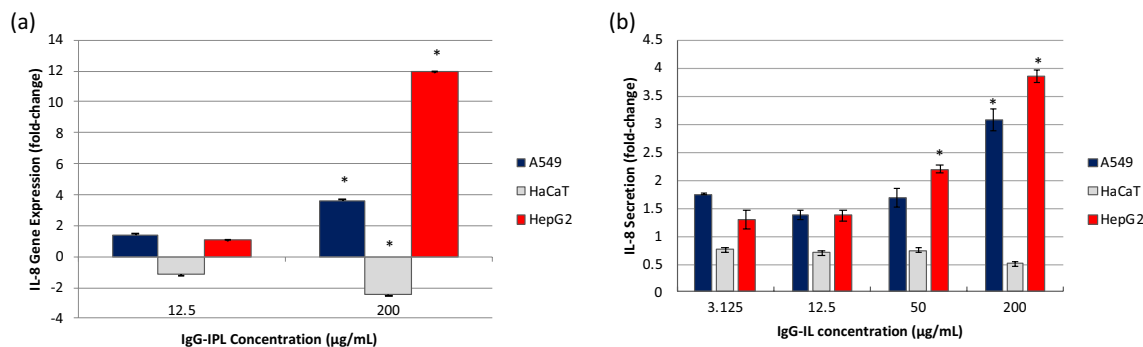 (a)
IL-8 Gene Expression (fold-change)
14
12
10
8
6
4
2
0
-2
-4
*
*
*
12.5
200
IgG-IPL Concentration (µg/mL)
A549
HaCaT
HepG2
(b)
IL-8 Secretion (fold-change)
4.5
4
3.5
3
2.5
2
1.5
1
0.5
0
*
*
*
3.125
12.5
50
200
IgG-IL concentration (µg/mL)
A549
HaCaT
HepG2